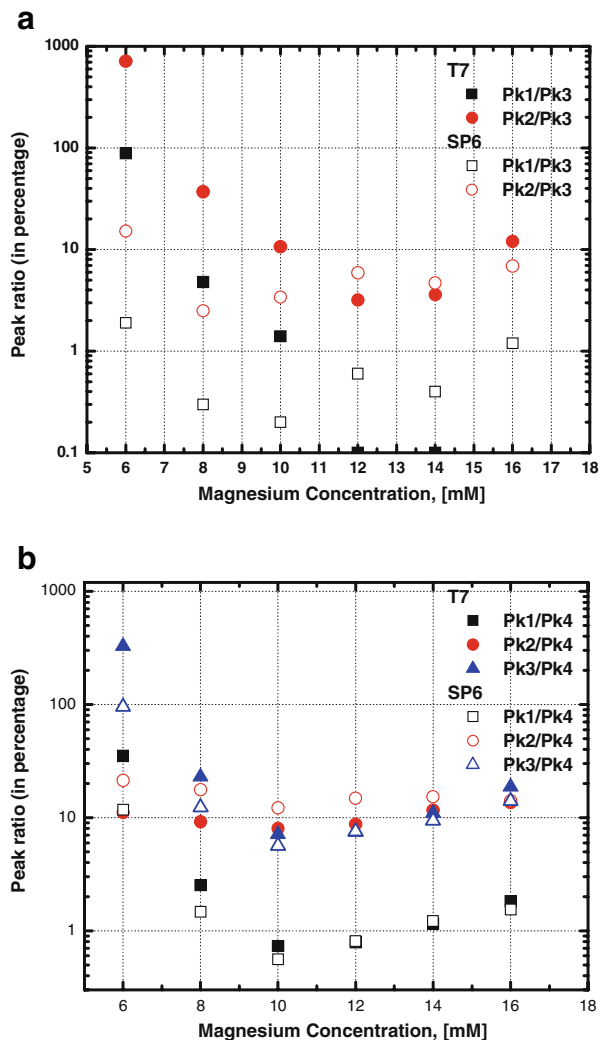 a
1000
100
10
1
0.1
Peak ratio (in percentage)
T7
Pk1/Pk3
Pk2/Pk3
SP6
Pk1/Pk3
Pk2/Pk3
5 6 7 8 9 10 11 12 13 14 15 16 17 18
Magnesium Concentration, [mM]
b
1000
100
10
1
Peak ratio (in percentage)
T7
Pk1/Pk4
Pk2/Pk4
Pk3/Pk4
SP6
Pk1/Pk4
Pk2/Pk4
Pk3/Pk4
6 8 10 12 14 16 18
Magnesium Concentration, [mM]